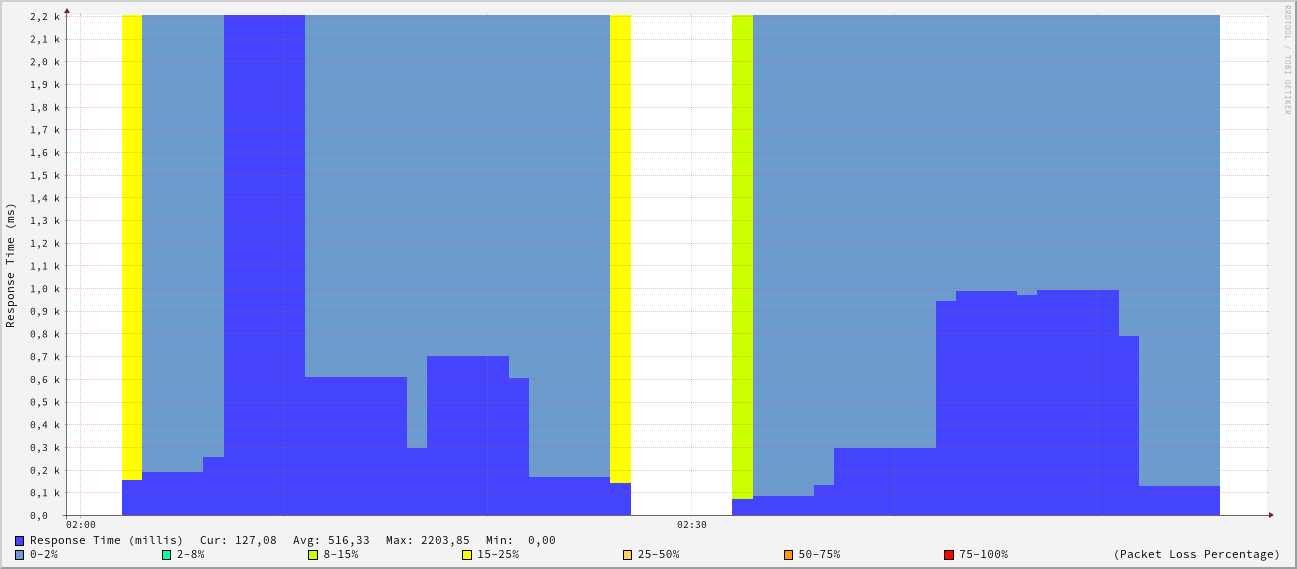 RRDTOOL / TOBI OETIKER
Response Time (ms)
2,2 k
2,1 k
2,0 k
1,9 k
1,8 k
1,7 k
1,6 k
1,5 k
1,4 k
1,3 k
1,2 k
1,1 k
1,0 k
0,9 k
0,8 k
0,7 k
0,6 k
0,5 k
0,4 k
0,3 k
0,2 k
0,1 k
0,0
02:00 02:30
Response Time (millis) Cur: 127,08 Avg: 516,33 Max: 2203,85 Min: 0,00
0-2% 2-8% 8-15% 15-25% 25-50% 50-75% 75-100% (Packet Loss Percentage)